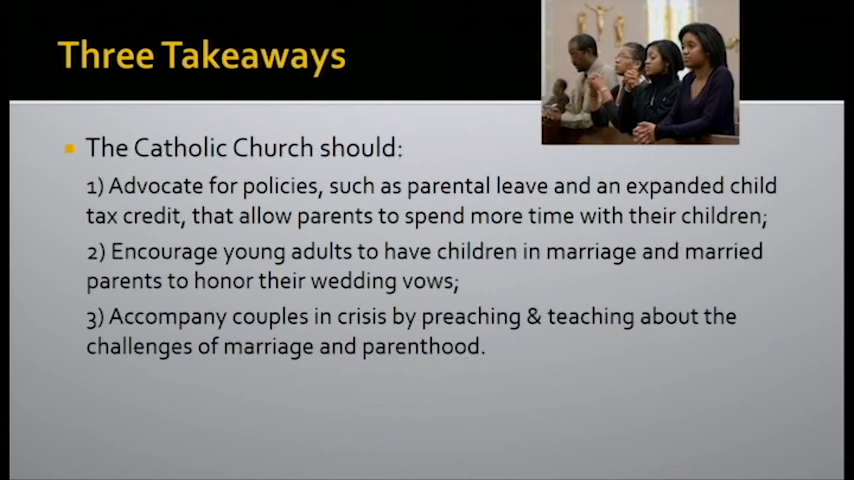 Three Takeaways
The Catholic Church should:
1) Advocate for policies, such as parental leave and an expanded child
tax credit, that allow parents to spend more time with their children;
2) Encourage young adults to have children in marriage and married
parents to honor their wedding vows;
3) Accompany couples in crisis by preaching & teaching about the
challenges of marriage and parenthood.